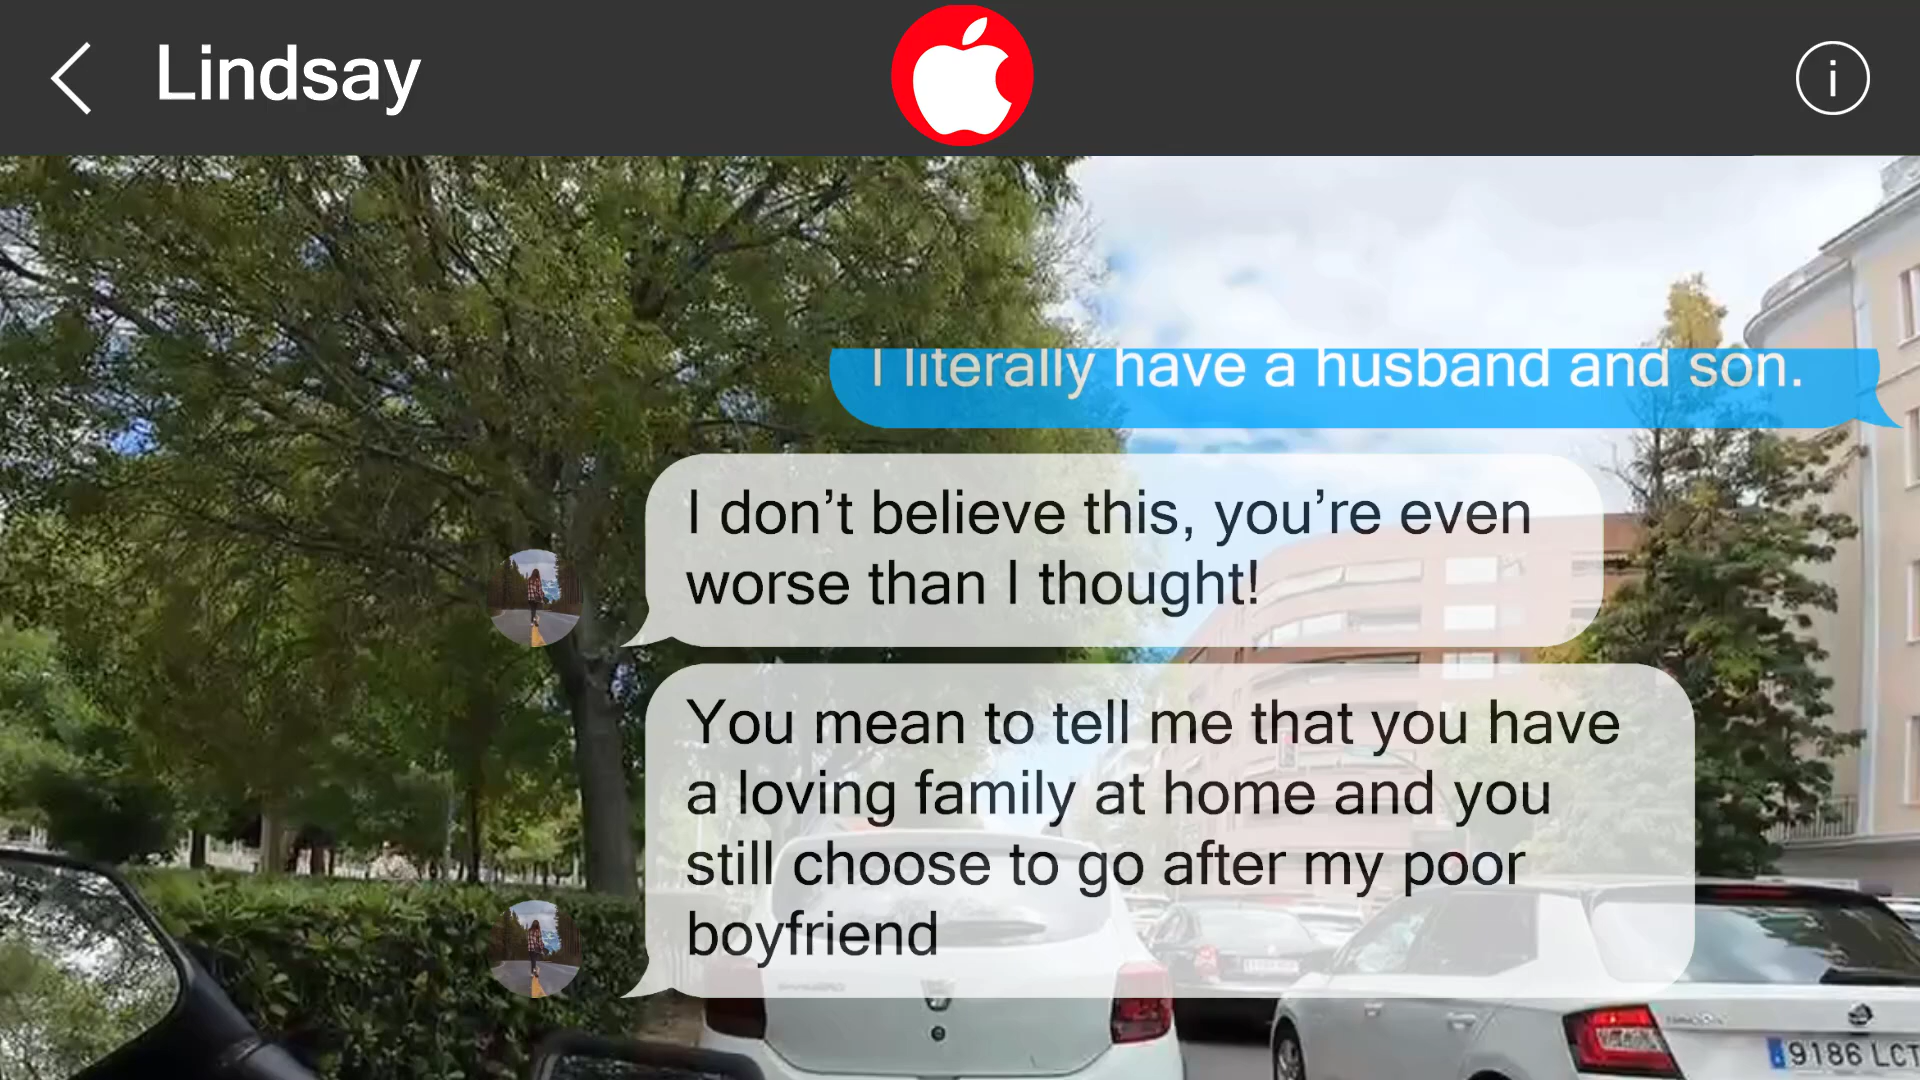 Lindsay
I literally have a husband and son.
I don’t believe this, you’re even
worse than I thought!
You mean to tell me that you have
a loving family at home and you
still choose to go after my poor
boyfriend
9186 LCT